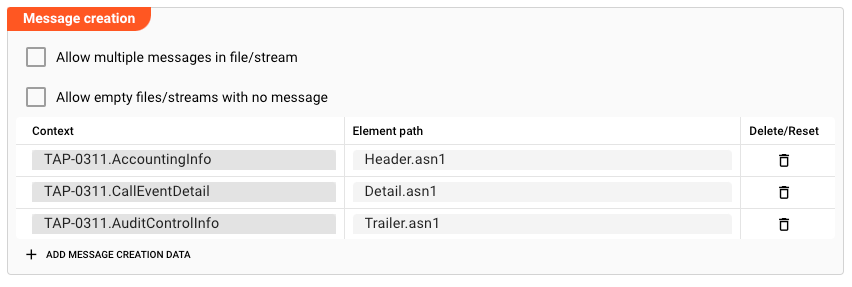 Message creation
Allow multiple messages in file/stream
Allow empty files/streams with no message
Context Element path Delete/Reset
TAP-0311.AccountingInfo Header.asn1
TAP-0311.CallEventDetail Detail.asn1
TAP-0311.AuditControlInfo Trailer.asn1
ADD MESSAGE CREATION DATA